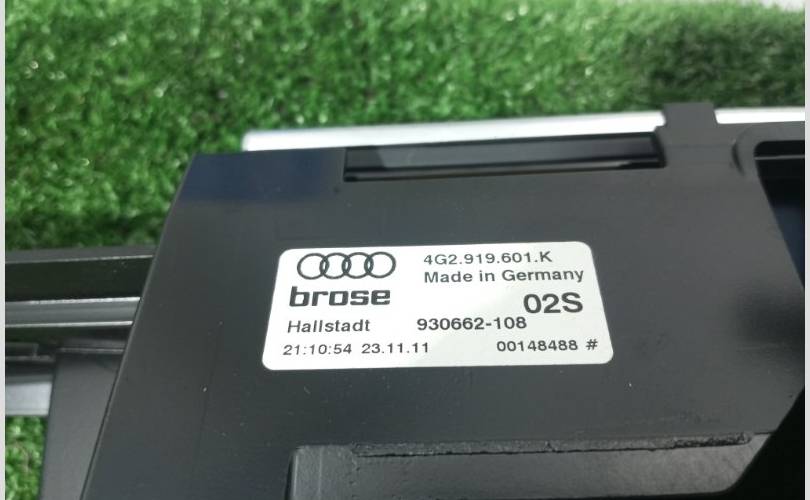 4G2.919.601.K
Made in Germany
brose
02S
Hallstadt 930662-108
21:10:54 23.11.11 00148488 #